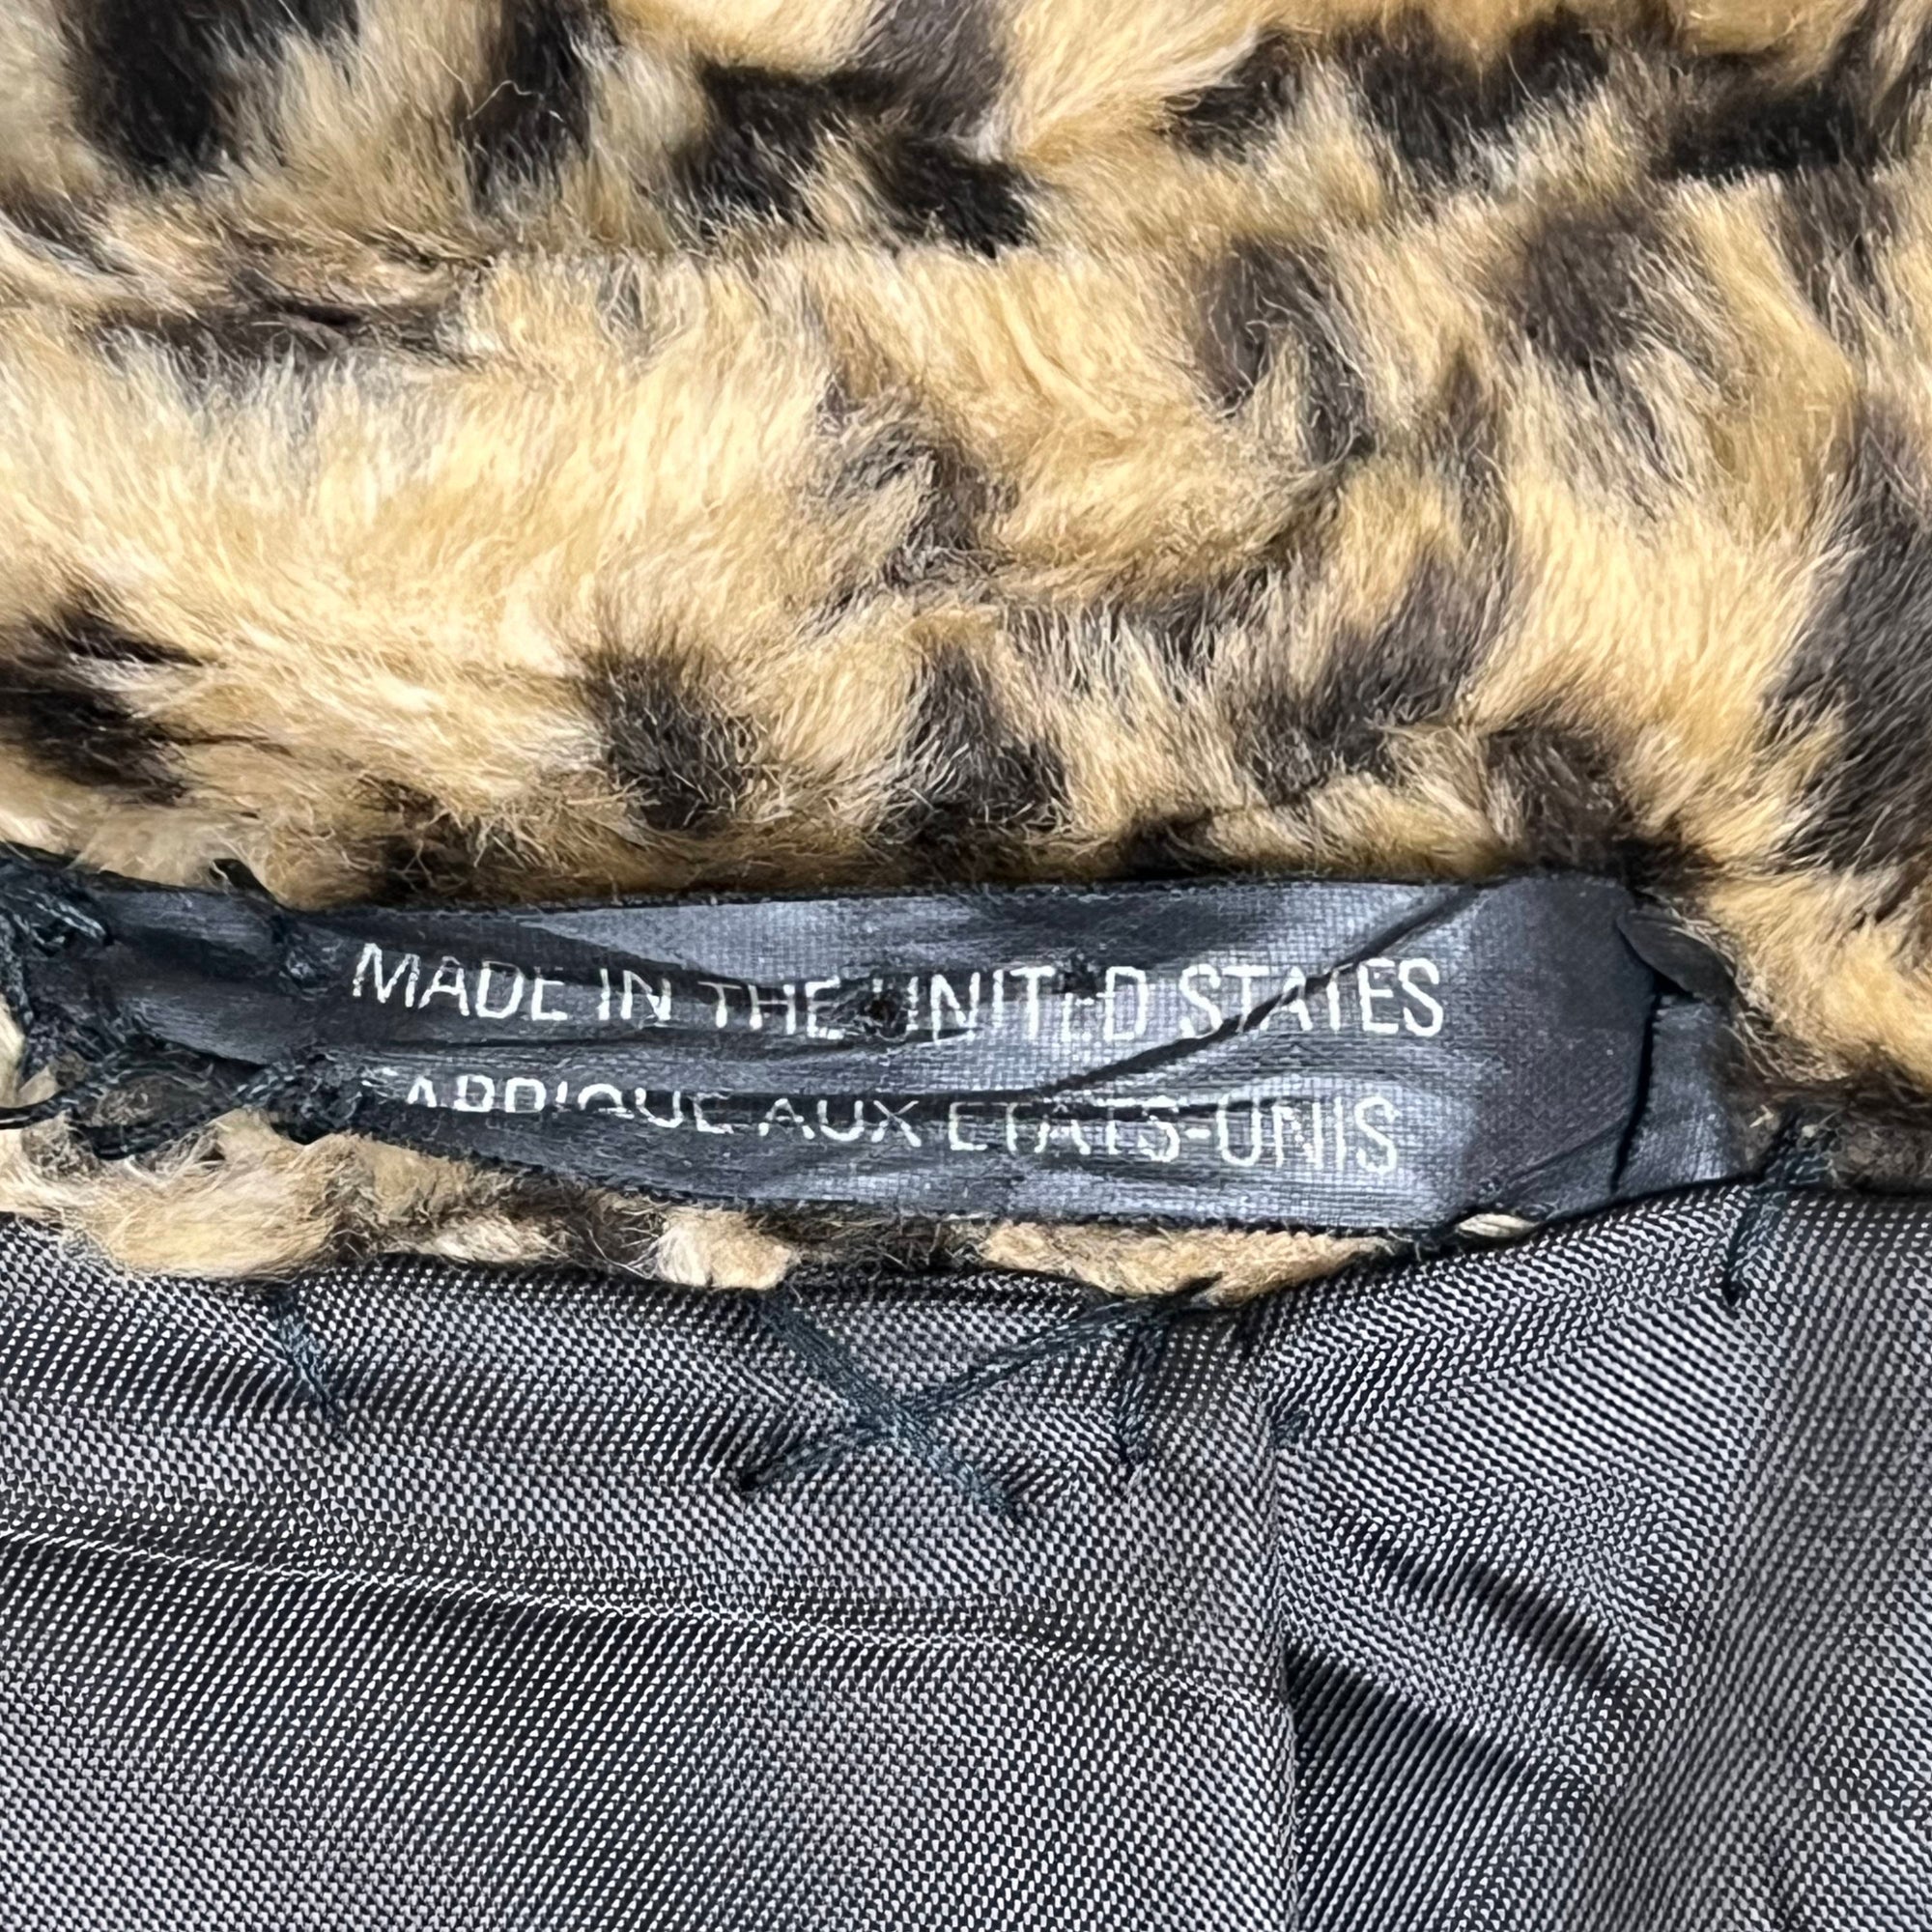 MADE IN THE UNITED STATES
FABRIQUE AUX ETATS-UNIS